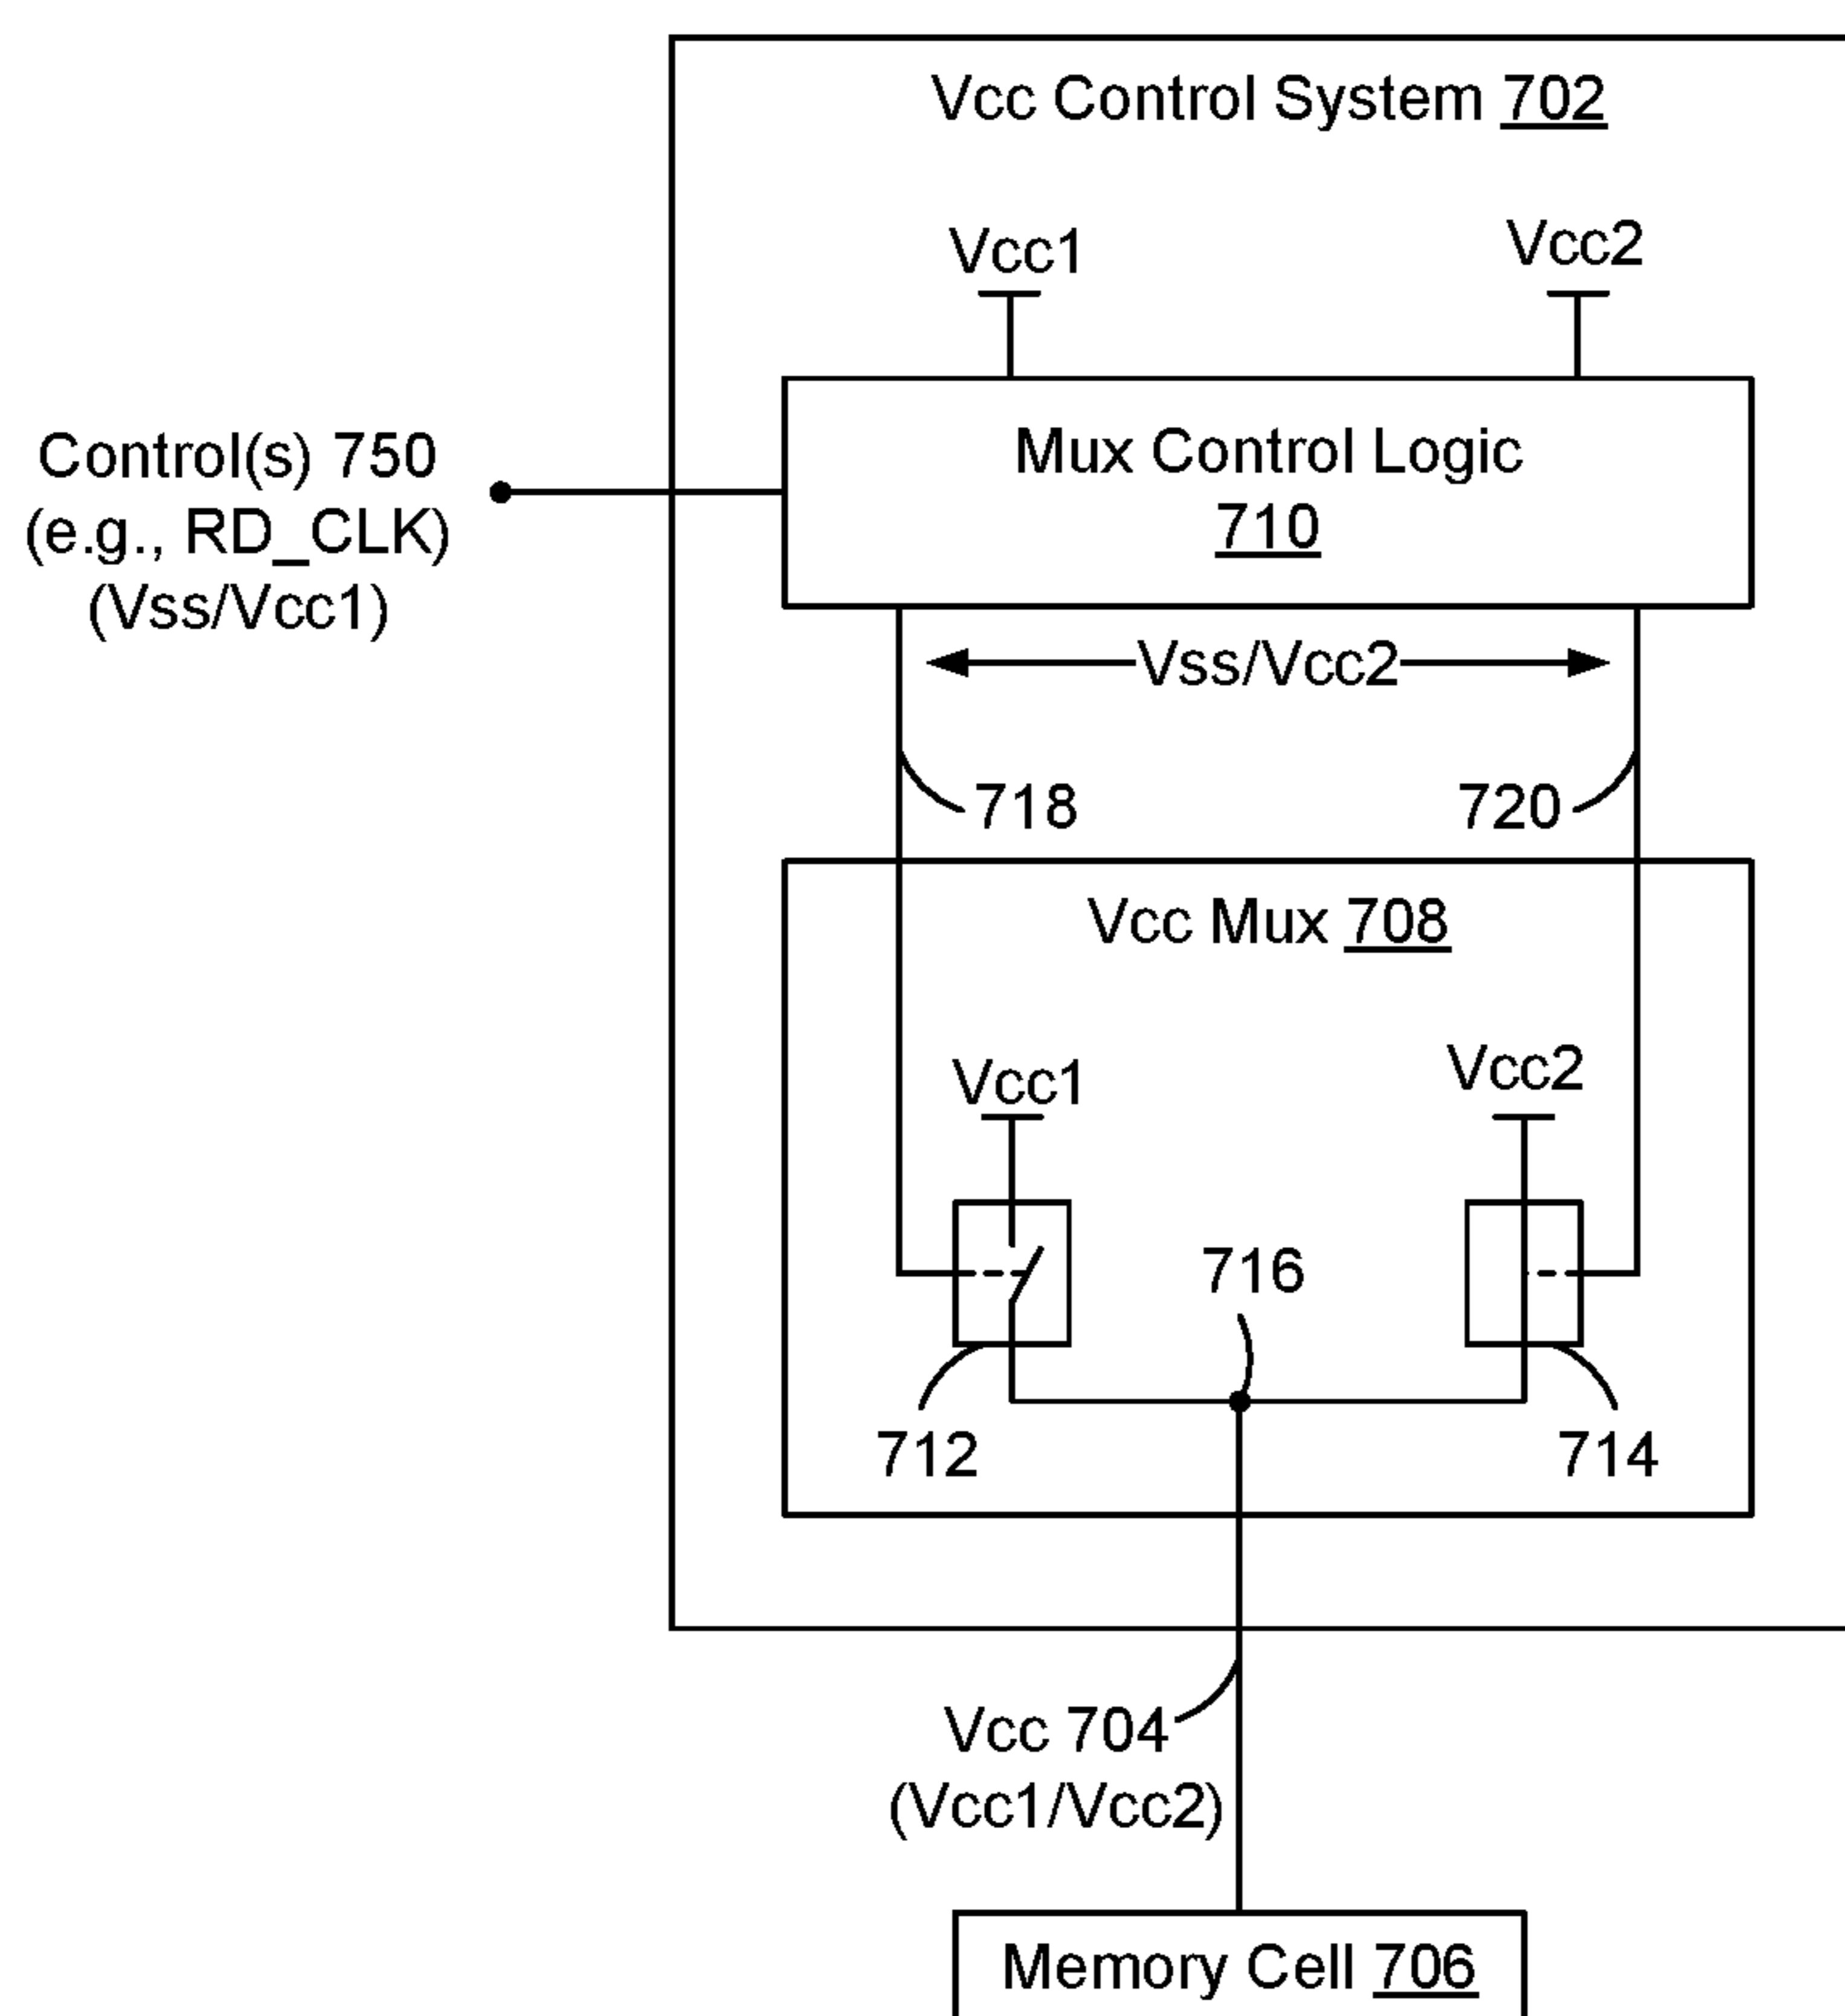 Vcc Control System 702
Vcc1
Vcc2
Control(s) 750
(e.g., RD_CLK)
(Vss/Vcc1)
Mux Control Logic
710
Vss/Vcc2
718
720
Vcc Mux 708
Vcc1
Vcc2
716
712
714
Vcc 704
(Vcc1/Vcc2)
Memory Cell 706